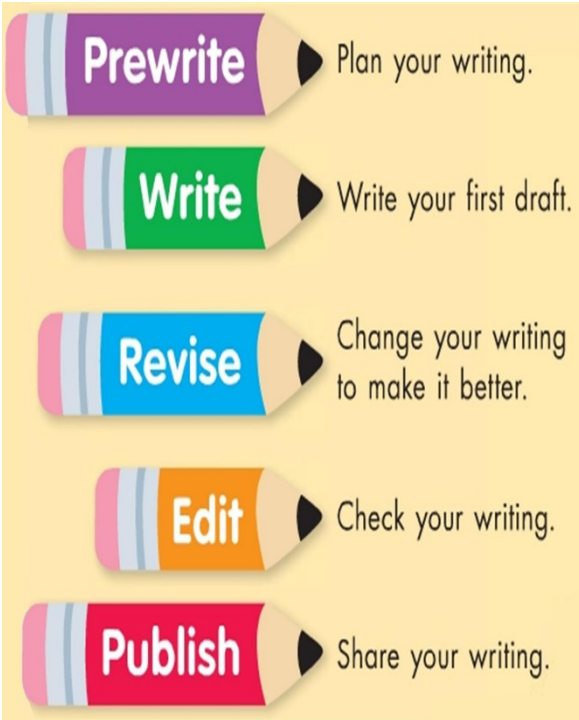 Prewrite Plan your writing.
Write Write your first draft.
Revise Change your writing
to make it better.
Edit Check your writing.
Publish Share your writing.